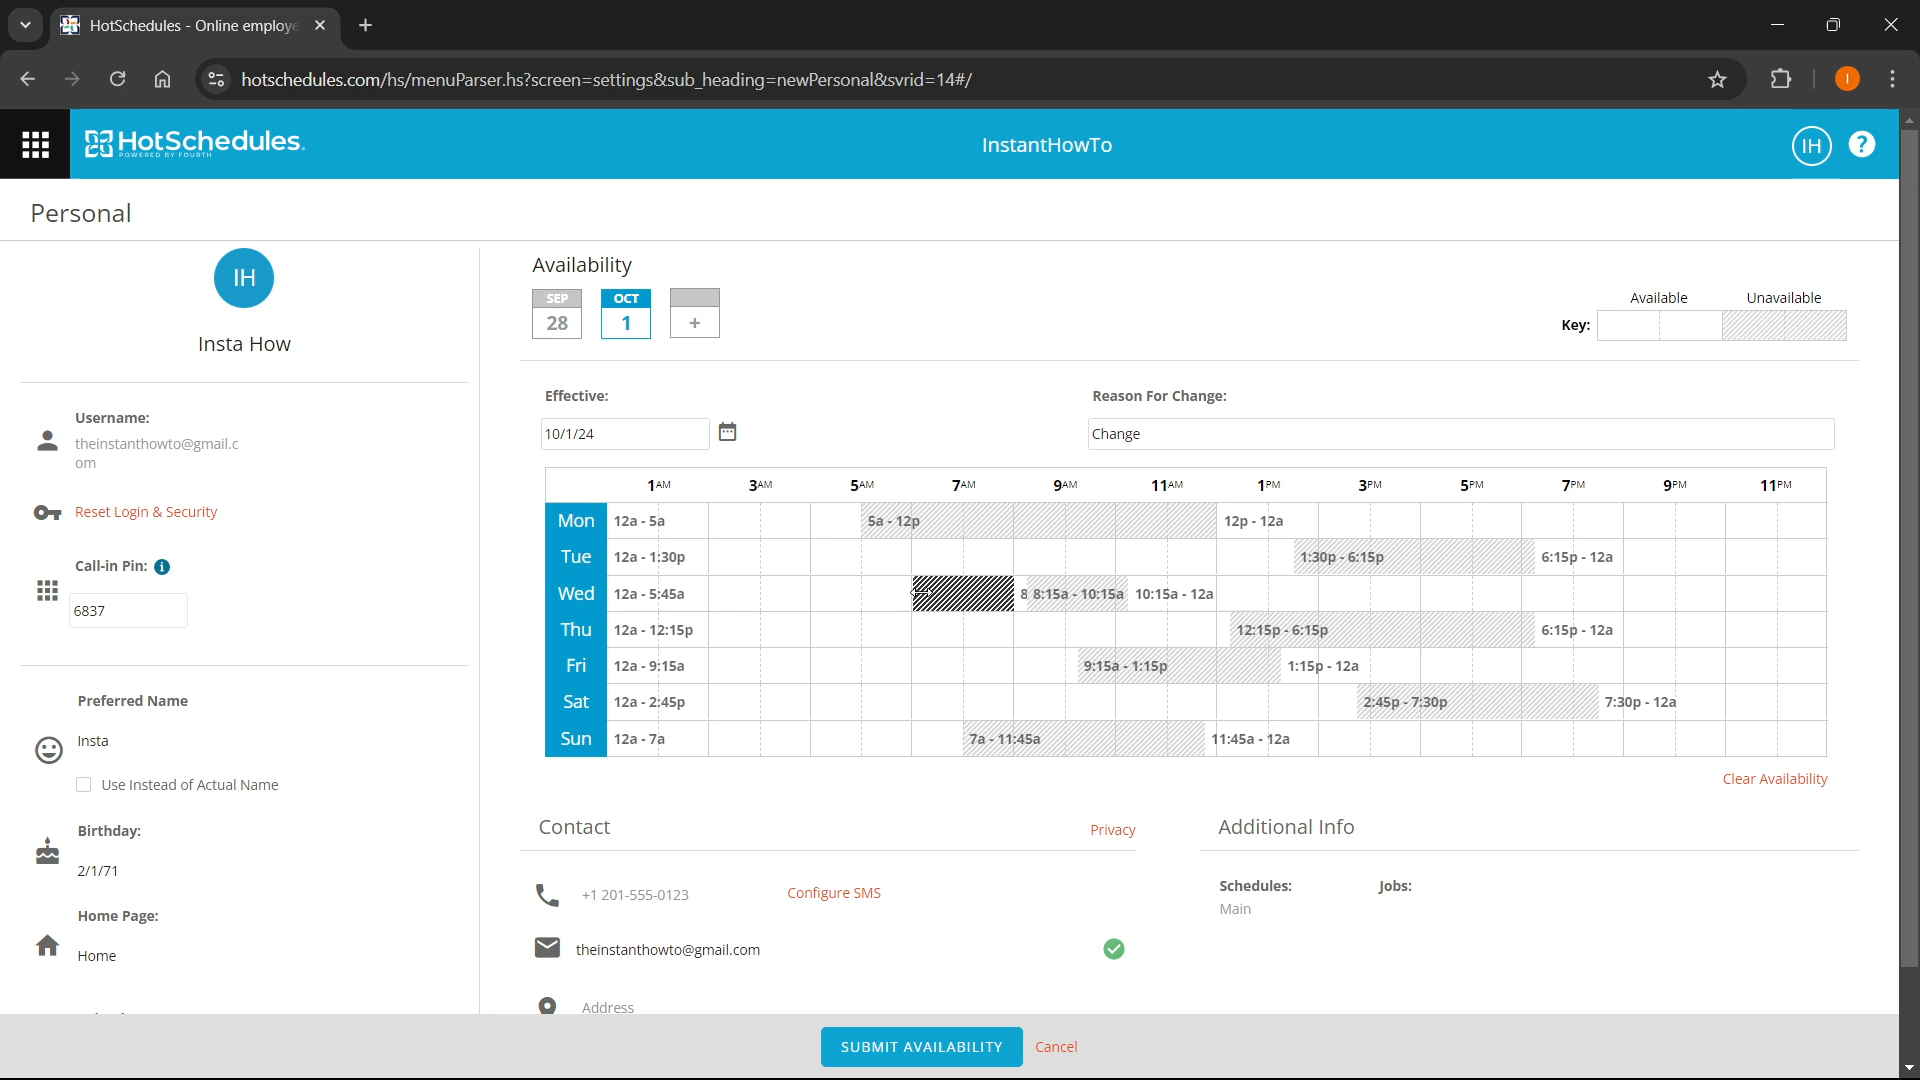 HotSchedules - Online employe
hotschedules.com/hs/menuParser.hs?screen=settings&sub_heading=newPersonal&svrid=14#/
I
HotSchedules.
POWERED BY FOURTH
InstantHowTo
IH
?
Personal
IH
Insta How
Username:
theinstanthowto@gmail.c
om
Reset Login & Security
Call-in Pin: i
6837
Preferred Name
Insta
Use Instead of Actual Name
Birthday:
2/1/71
Home Page:
Home
Availability
SEP
28
OCT
1
+
Available Unavailable
Key:
Effective:
10/1/24
Reason For Change:
Change
1AM 3AM 5AM 7AM 9AM 11AM 1PM 3PM 5PM 7PM 9PM 11PM
Mon 12a - 5a 5a - 12p 12p - 12a
Tue 12a - 1:30p 1:30p - 6:15p 6:15p - 12a
Wed 12a - 5:45a 8 8:15a - 10:15a 10:15a - 12a
Thu 12a - 12:15p 12:15p - 6:15p 6:15p - 12a
Fri 12a - 9:15a 9:15a - 1:15p 1:15p - 12a
Sat 12a - 2:45p 2:45p - 7:30p 7:30p - 12a
Sun 12a - 7a 7a - 11:45a 11:45a - 12a
Clear Availability
Contact
Privacy
+1 201-555-0123
Configure SMS
theinstanthowto@gmail.com
Address
Additional Info
Schedules:
Main
Jobs:
SUBMIT AVAILABILITY
Cancel